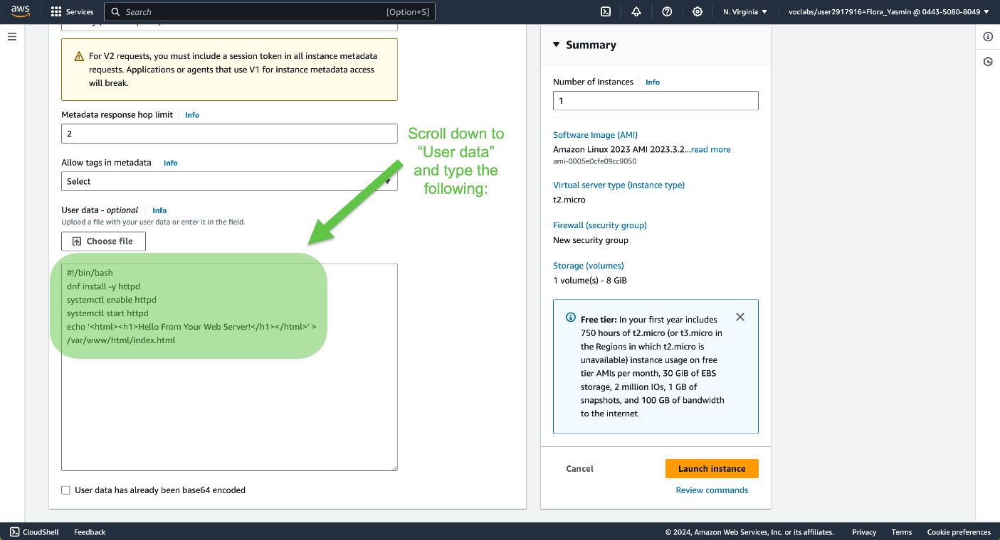 aws
Services
Search
[Option+S]
N. Virginia
voclabs/user2917916=Flora_Yasmin @ 0443-5080-8049
For V2 requests, you must include a session token in all instance metadata
requests. Applications or agents that use V1 for instance metadata access
will break.
Metadata response hop limit
Info
2
Allow tags in metadata
Info
Select
User data - optional
Info
Upload a file with your user data or enter it in the field.
Choose file
#!/bin/bash
dnf install -y httpd
systemctl enable httpd
systemctl start httpd
echo '<html><h1>Hello From Your Web Server!</h1></html>' >
/var/www/html/index.html
User data has already been base64 encoded
Scroll down to
“User data”
and type the
following:
Summary
Number of instances
Info
1
Software Image (AMI)
Amazon Linux 2023 AMI 2023.3.2...read more
ami-0005e0cfe09cc9050
Virtual server type (instance type)
t2.micro
Firewall (security group)
New security group
Storage (volumes)
1 volume(s) - 8 GiB
Free tier: In your first year includes
750 hours of t2.micro (or t3.micro in
the Regions in which t2.micro is
unavailable) instance usage on free
tier AMIs per month, 30 GiB of EBS
storage, 2 million IOs, 1 GB of
snapshots, and 100 GB of bandwidth
to the internet.
Cancel
Launch instance
Review commands
CloudShell
Feedback
© 2024, Amazon Web Services, Inc. or its affiliates.
Privacy
Terms
Cookie preferences